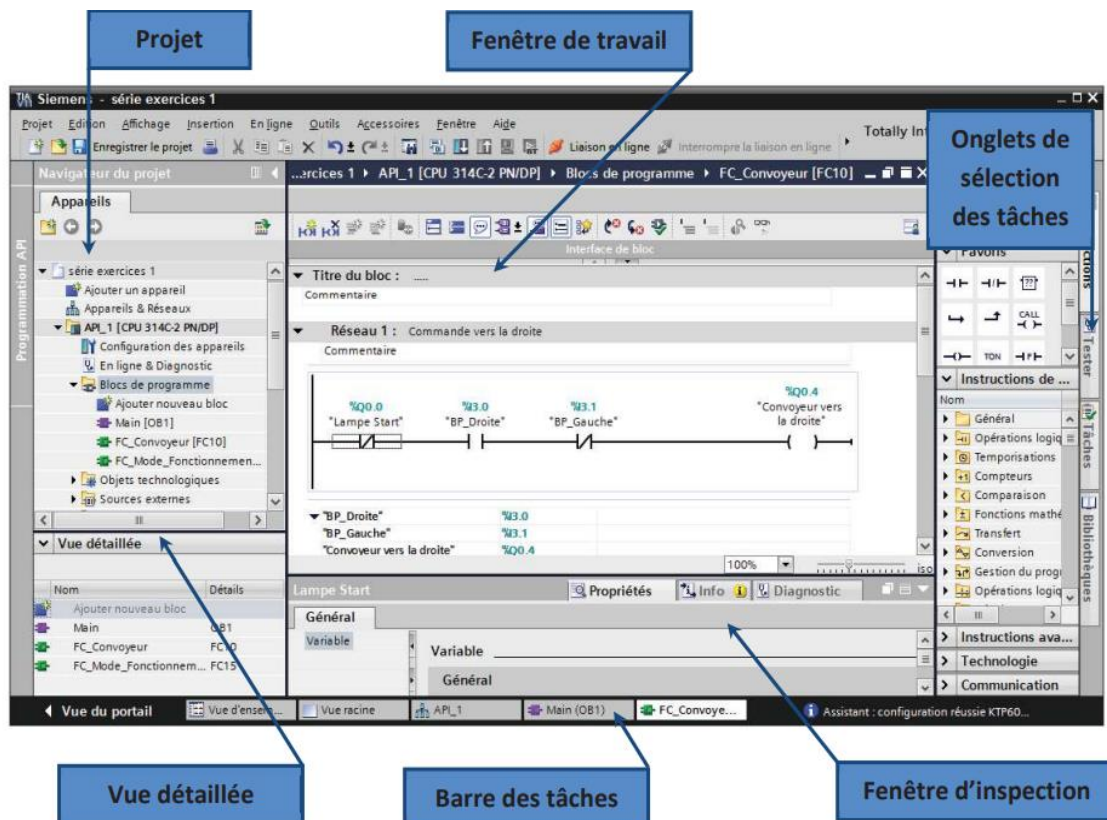 Projet
Fenêtre de travail
Onglets de
sélection
des tâches
Siemens - série exercices 1
Projet Edition Affichage Insertion En ligne Outils Accessoires Fenêtre Aide
Totally Int
Enregistrer le projet
Liaison en ligne
Interrompre la liaison en ligne
Navigateur du projet
...ercices 1 ▸ API_1 [CPU 314C-2 PN/DP] ▸ Blocs de programme ▸ FC_Convoyeur [FC10]
Appareils
Programmation API
série exercices 1
Ajouter un appareil
Appareils & Réseaux
API_1 [CPU 314C-2 PN/DP]
Configuration des appareils
En ligne & Diagnostic
Blocs de programme
Ajouter nouveau bloc
Main [OB1]
FC_Convoyeur [FC10]
FC_Mode_Fonctionnemen...
Objets technologiques
Sources externes
Interface de bloc
Titre du bloc : .....
Commentaire
Réseau 1 : Commande vers la droite
Commentaire
%Q0.0
"Lampe Start"
%I3.0
"BP_Droite"
%I3.1
"BP_Gauche"
%Q0.4
"Convoyeur vers
la droite"
"BP_Droite" %I3.0
"BP_Gauche" %I3.1
"Convoyeur vers la droite" %Q0.4
100%
Favoris
??
CALL
TON
P
Instructions de ...
Nom
Général
Opérations logiq
Temporisations
Compteurs
Comparaison
Fonctions mathé
Transfert
Conversion
Gestion du progr
Opérations logiq
Instructions ava...
Technologie
Communication
ctions
Tester
Tâches
Bibliothèques
Vue détaillée
Nom Détails
Ajouter nouveau bloc
Main OB1
FC_Convoyeur FC10
FC_Mode_Fonctionnem... FC15
Lampe Start
Propriétés
Info
Diagnostic
Général
Variable
Variable
Général
Vue du portail
Vue d'ensem...
Vue racine
API_1
Main (OB1)
FC_Convoye...
Assistant : configuration réussie KTP60...
Vue détaillée
Barre des tâches
Fenêtre d'inspection